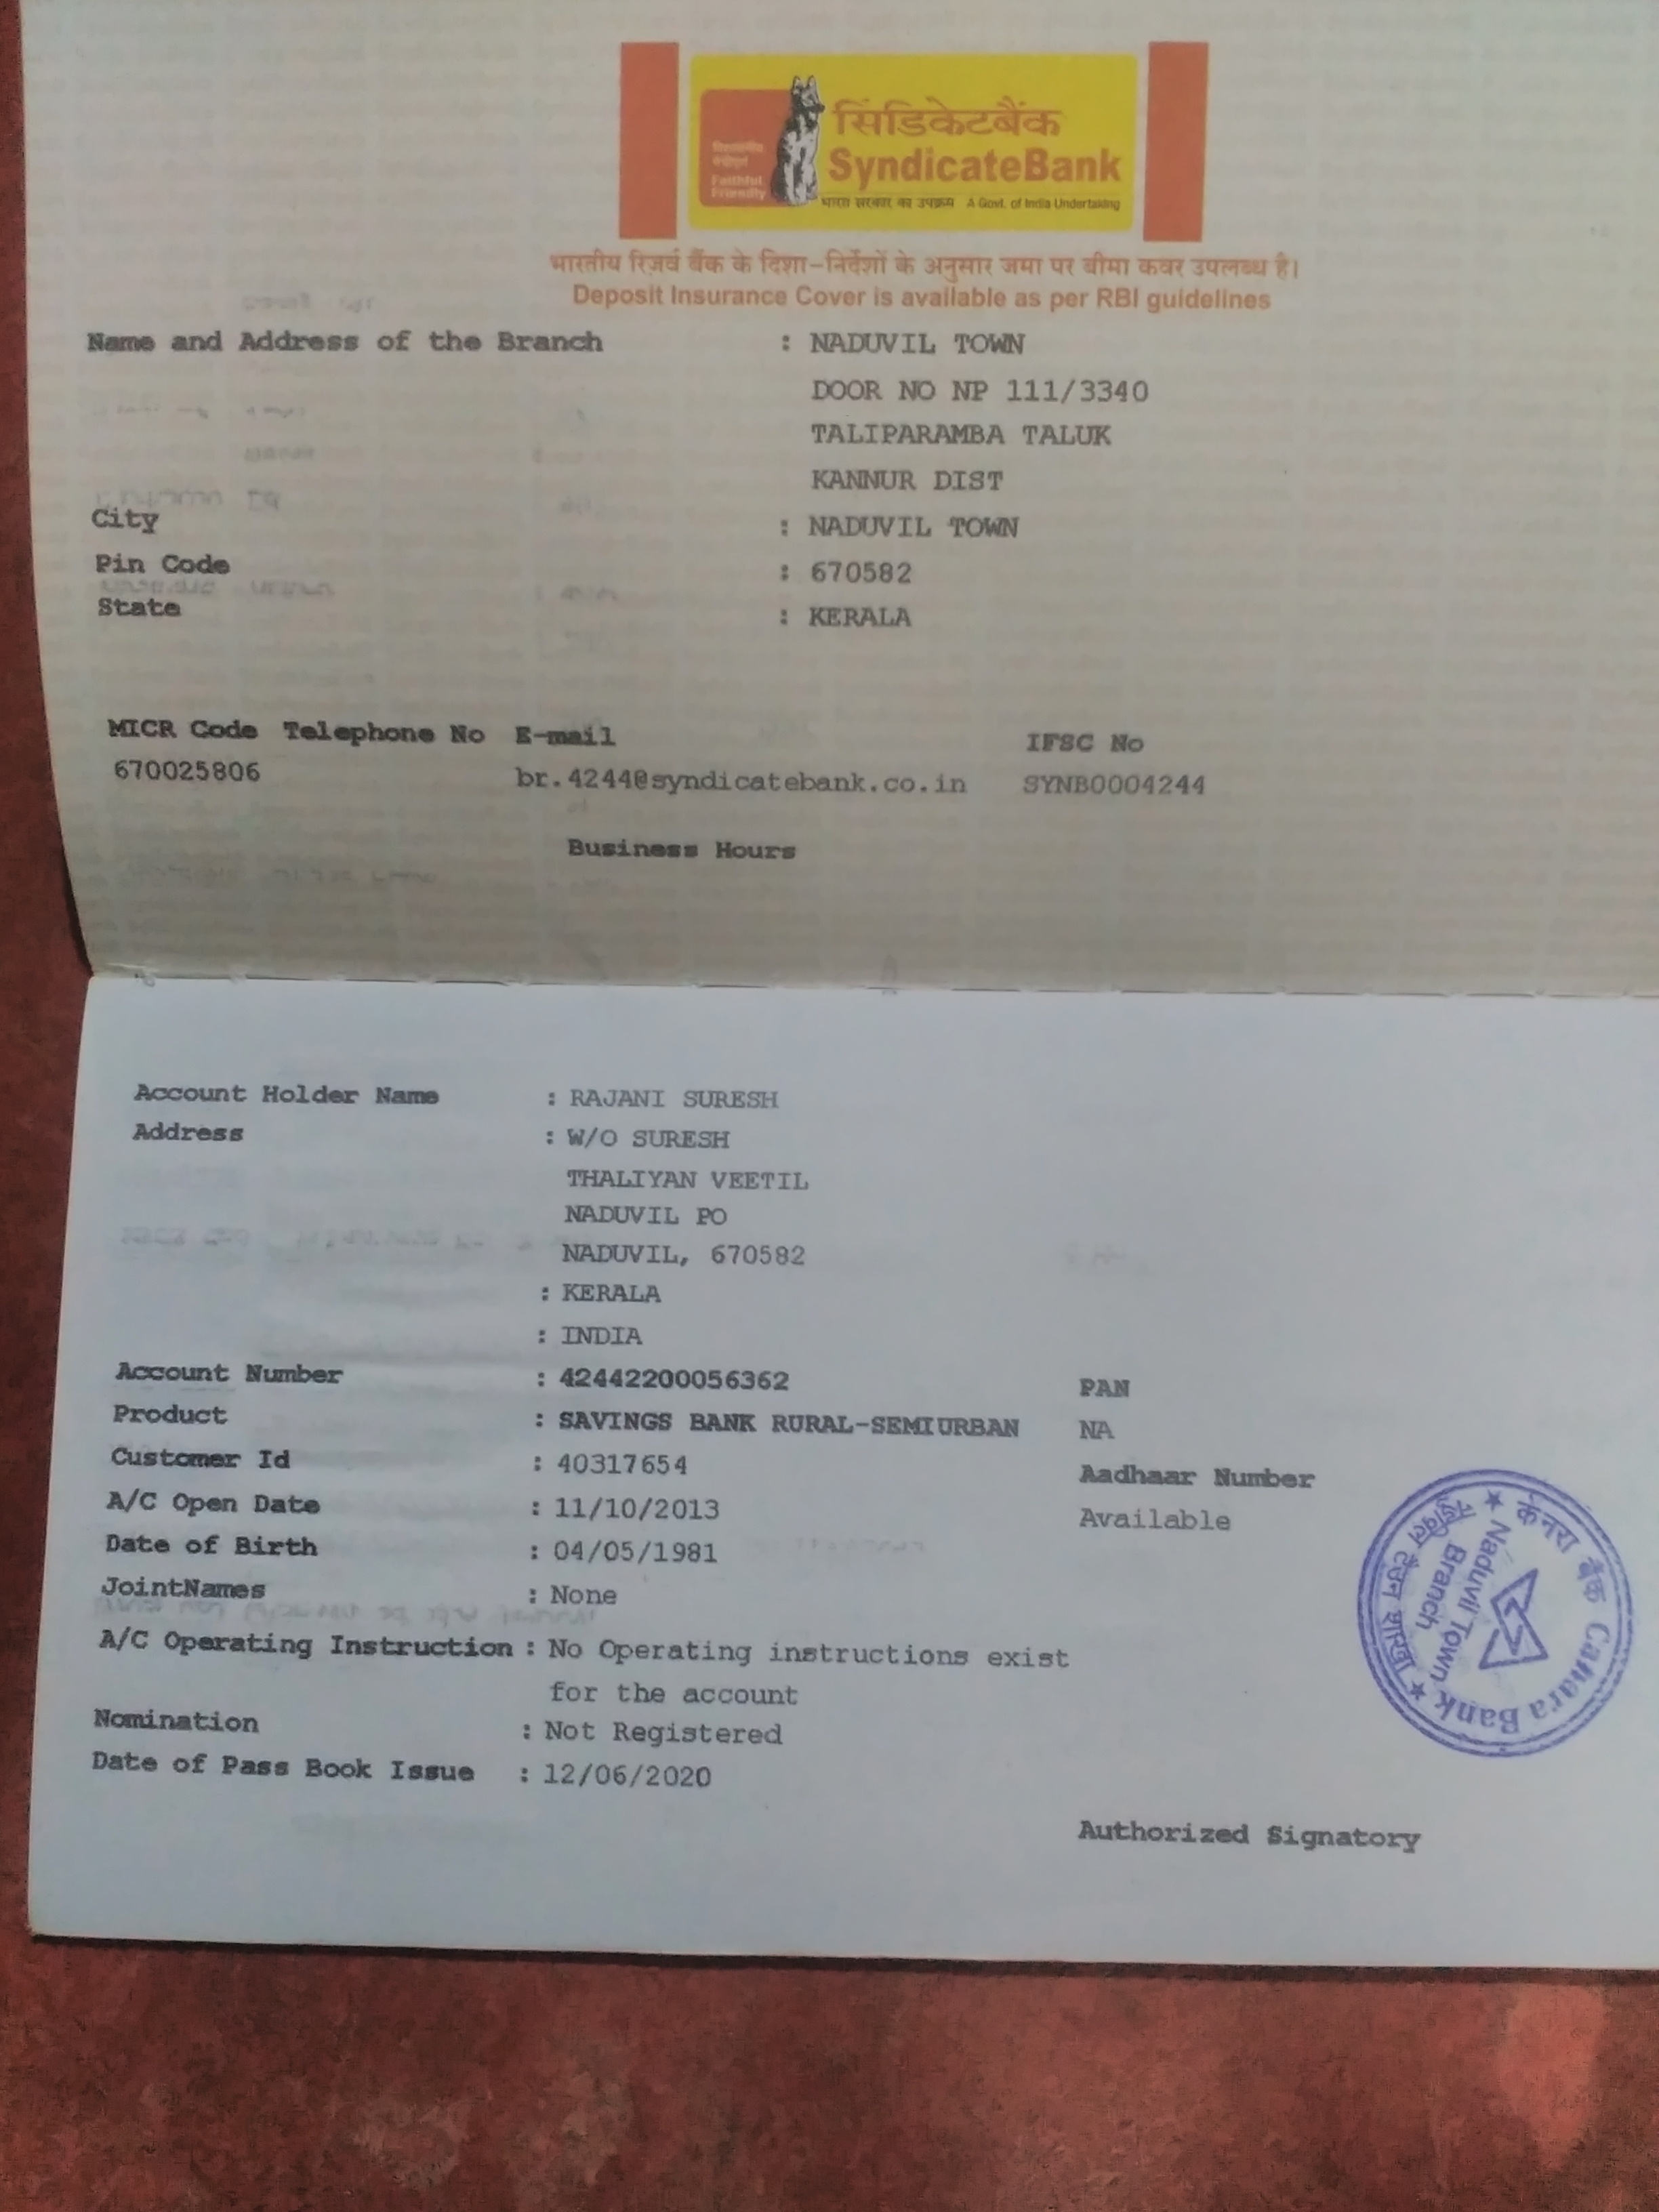 विश्वसनीय
Faithful
Friendly
सिंडिकेटबैंक
SyndicateBank
भारत सरकार का उपक्रम A Govt. of India Undertaking
भारतीय रिज़र्व बैंक के दिशा-निर्देशों के अनुसार जमा पर बीमा कवर उपलब्ध है।
Deposit Insurance Cover is available as per RBI guidelines
Name and Address of the Branch : NADUVIL TOWN
DOOR NO NP 111/3340
TALIPARAMBA TALUK
KANNUR DIST
City : NADUVIL TOWN
Pin Code : 670582
State : KERALA
MICR Code Telephone No E-mail IFSC No
670025806 br.4244@syndicatebank.co.in SYNB0004244
Business Hours
Account Holder Name : RAJANI SURESH
Address : W/O SURESH
THALIYAN VEETIL
NADUVIL PO
NADUVIL, 670582
: KERALA
: INDIA
Account Number : 42442200056362 PAN
Product : SAVINGS BANK RURAL-SEMIURBAN NA
Customer Id : 40317654 Aadhaar Number
A/C Open Date : 11/10/2013 Available
Date of Birth : 04/05/1981
JointNames : None
A/C Operating Instruction : No Operating instructions exist
for the account
Nomination : Not Registered
Date of Pass Book Issue : 12/06/2020
Authorized Signatory
केनरा बैंक Canara Bank
नडुविल टाउन शाखा
Naduvil Town
Branch